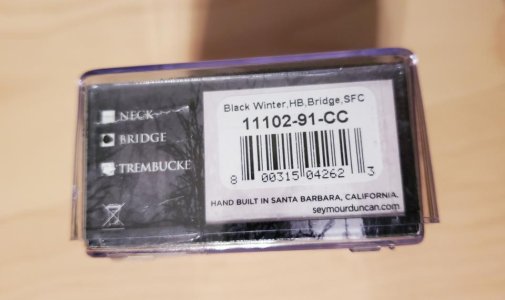 NECK
BRIDGE
TREMBUCKE
Black Winter,HB,Bridge,SFC
11102-91-CC
8 00315 04262 3
HAND BUILT IN SANTA BARBARA, CALIFORNIA.
seymourduncan.com